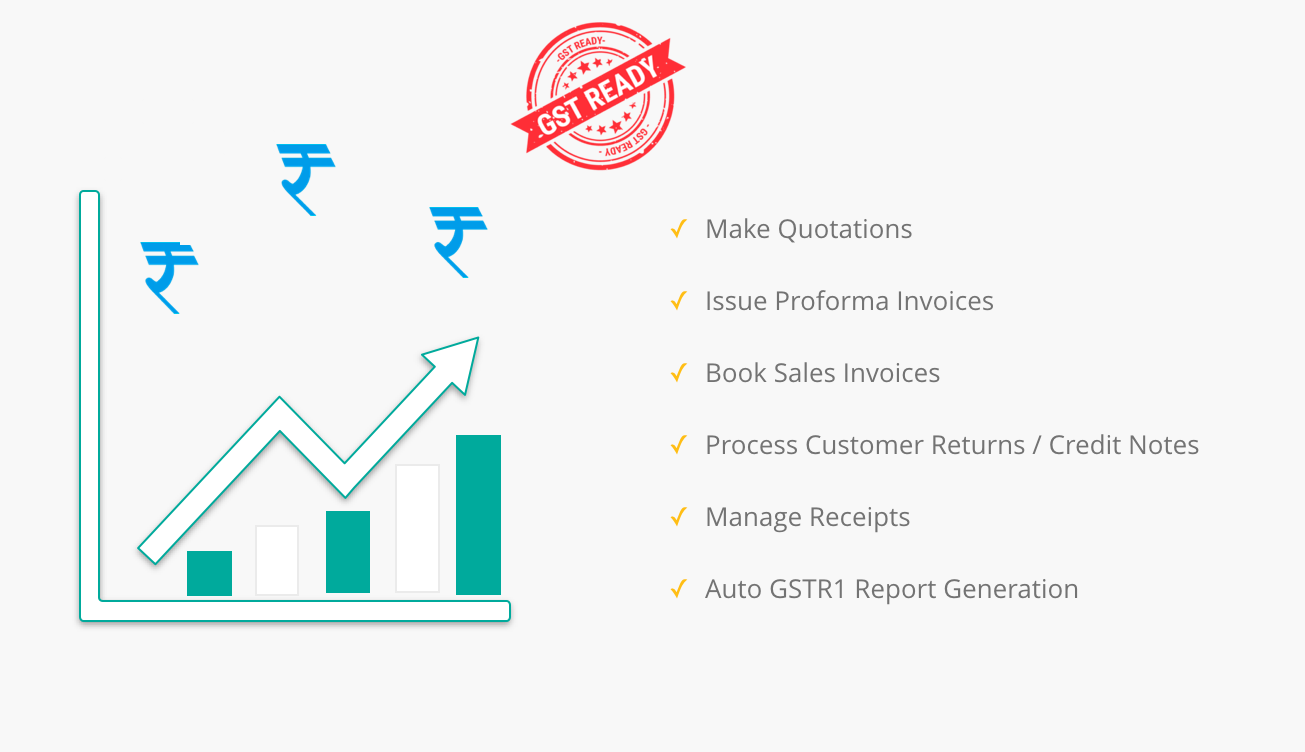 -GST READY-
GST READY
- GST READY -
₹
₹
₹
✓ Make Quotations
✓ Issue Proforma Invoices
✓ Book Sales Invoices
✓ Process Customer Returns / Credit Notes
✓ Manage Receipts
✓ Auto GSTR1 Report Generation